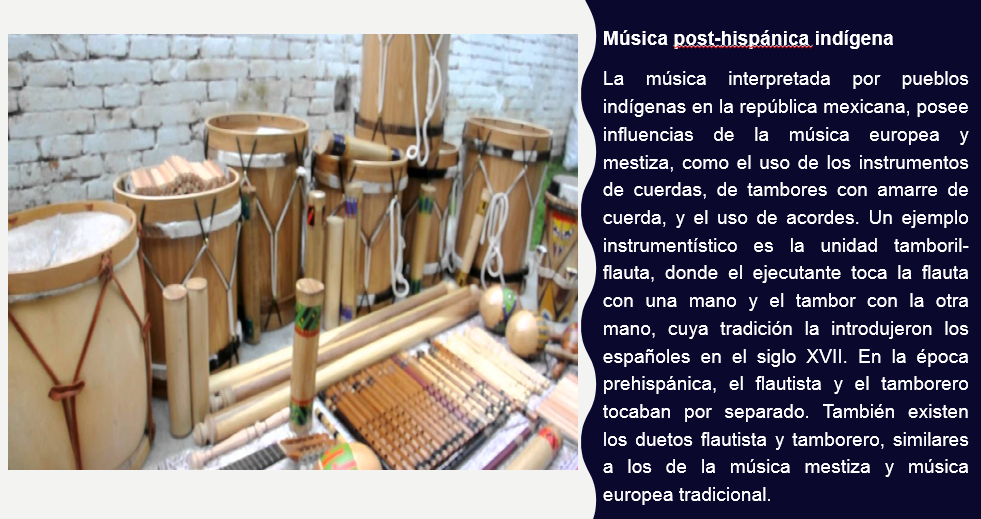 Música post-hispánica indígena
La música interpretada por pueblos
indígenas en la república mexicana, posee
influencias de la música europea y
mestiza, como el uso de los instrumentos
de cuerdas, de tambores con amarre de
cuerda, y el uso de acordes. Un ejemplo
instrumentístico es la unidad tamboril-
flauta, donde el ejecutante toca la flauta
con una mano y el tambor con la otra
mano, cuya tradición la introdujeron los
españoles en el siglo XVII. En la época
prehispánica, el flautista y el tamborero
tocaban por separado. También existen
los duetos flautista y tamborero, similares
a los de la música mestiza y música
europea tradicional.